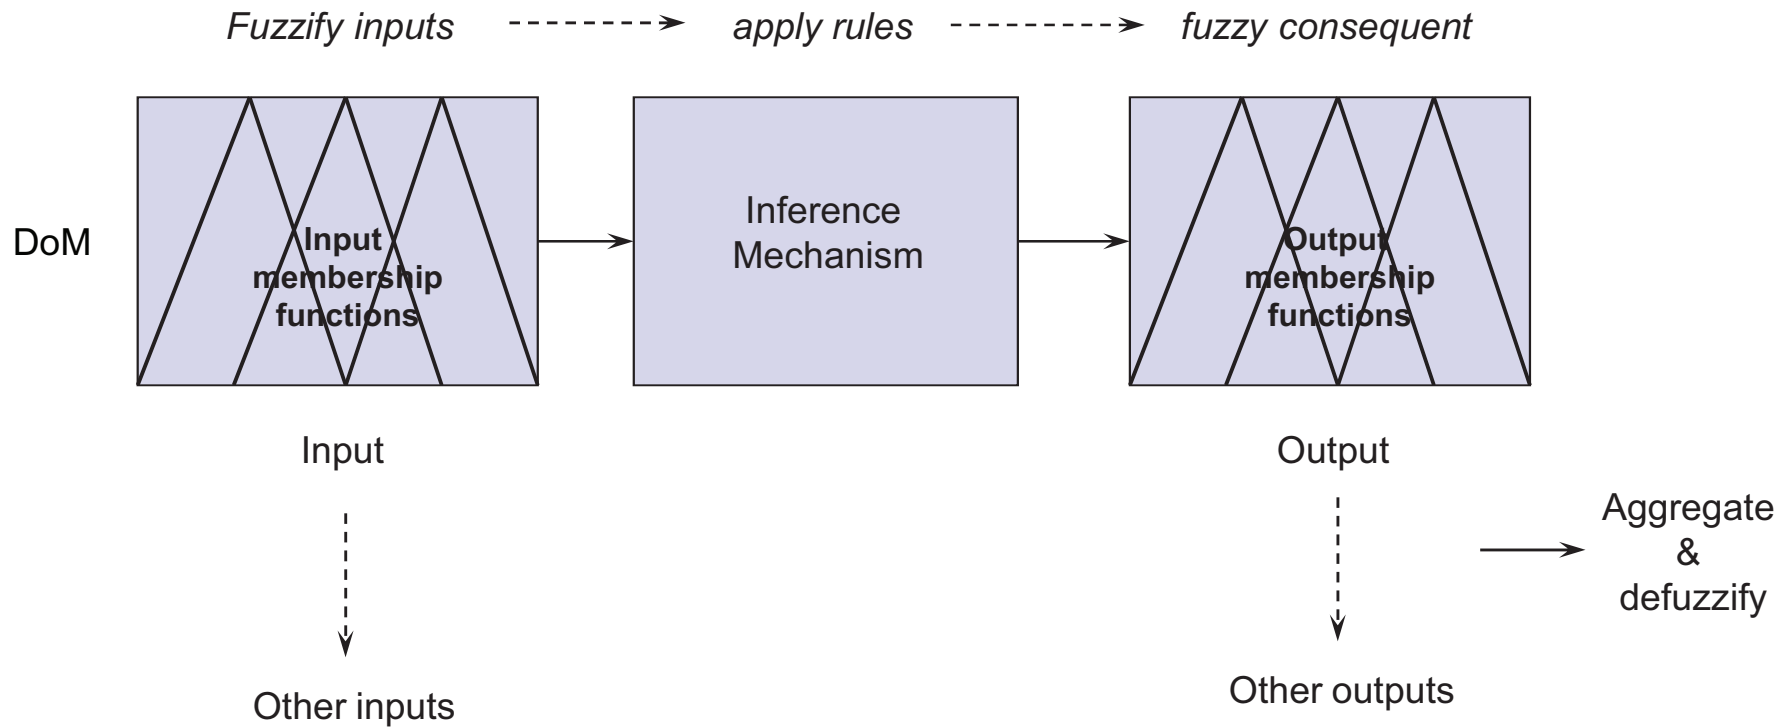 Fuzzify inputs
apply rules
fuzzy consequent
DoM
Input
membership
functions
Inference
Mechanism
Output
membership
functions
Input
Output
Aggregate
&
defuzzify
Other inputs
Other outputs